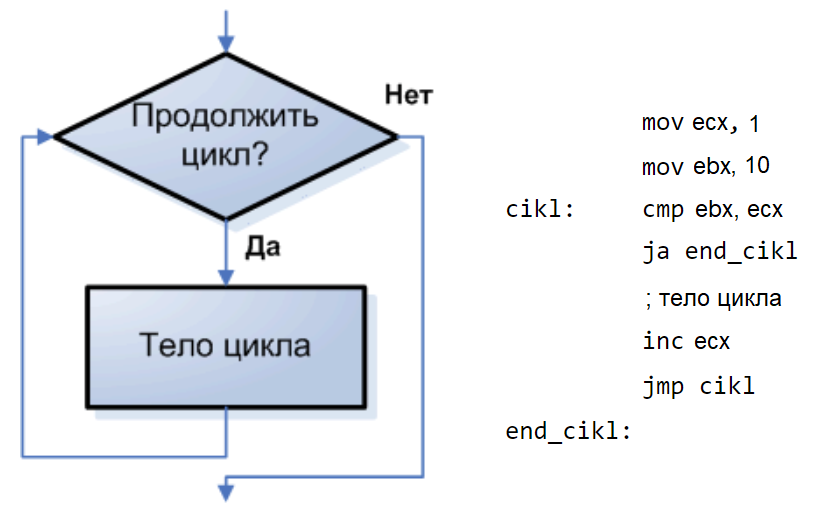 Продолжить
цикл?
Нет
Да
Тело цикла
mov ecx, 1
mov ebx, 10
cikl: cmp ebx, ecx
ja end_cikl
; тело цикла
inc ecx
jmp cikl
end_cikl: